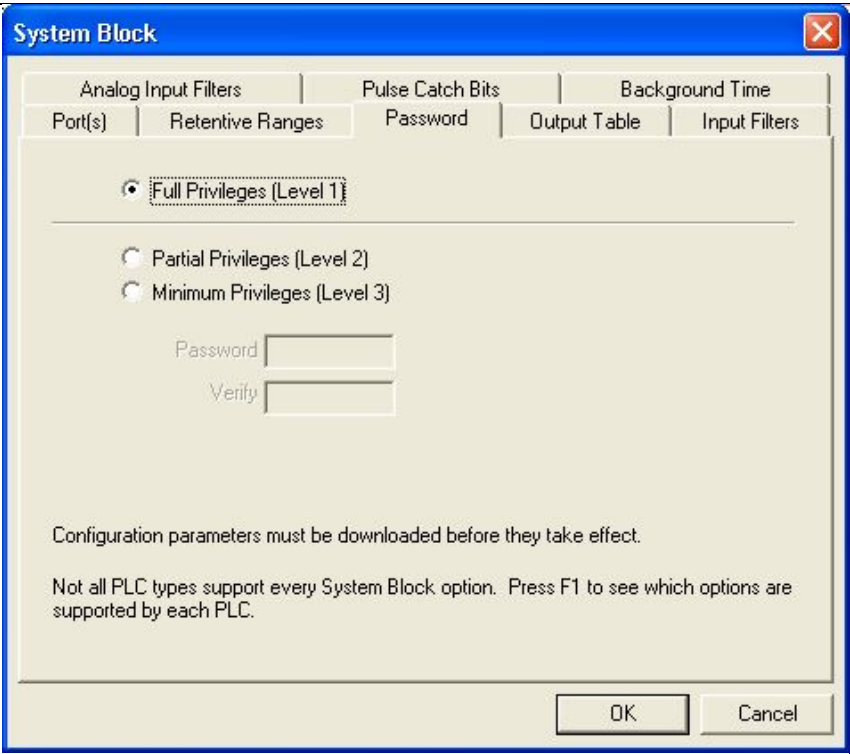 System Block
Analog Input Filters
Pulse Catch Bits
Background Time
Port(s)
Retentive Ranges
Password
Output Table
Input Filters
Full Privileges (Level 1)
Partial Privileges (Level 2)
Minimum Privileges (Level 3)
Password
Verify
Configuration parameters must be downloaded before they take effect.
Not all PLC types support every System Block option.  Press F1 to see which options are
supported by each PLC.
OK
Cancel